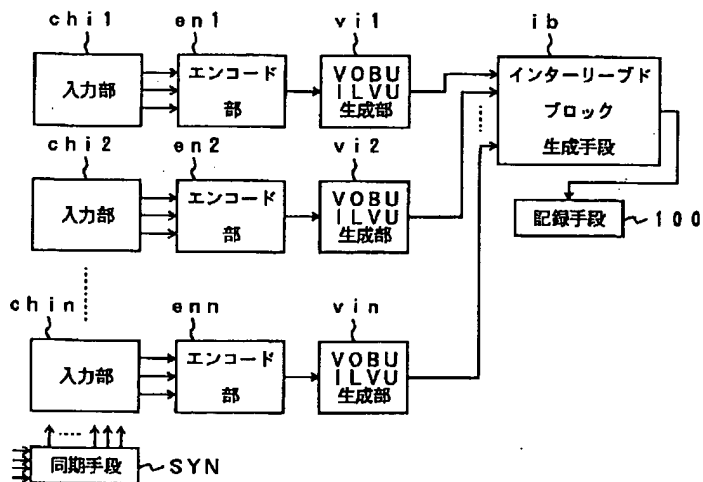 chi1 en1 vi1 ib
入力部
エンコード部
VOBU
ILVU
生成部
インターリーブド
ブロック
生成手段
chi2 en2 vi2
入力部
エンコード部
VOBU
ILVU
生成部
記録手段 100
chin enn vin
入力部
エンコード部
VOBU
ILVU
生成部
同期手段 SYN